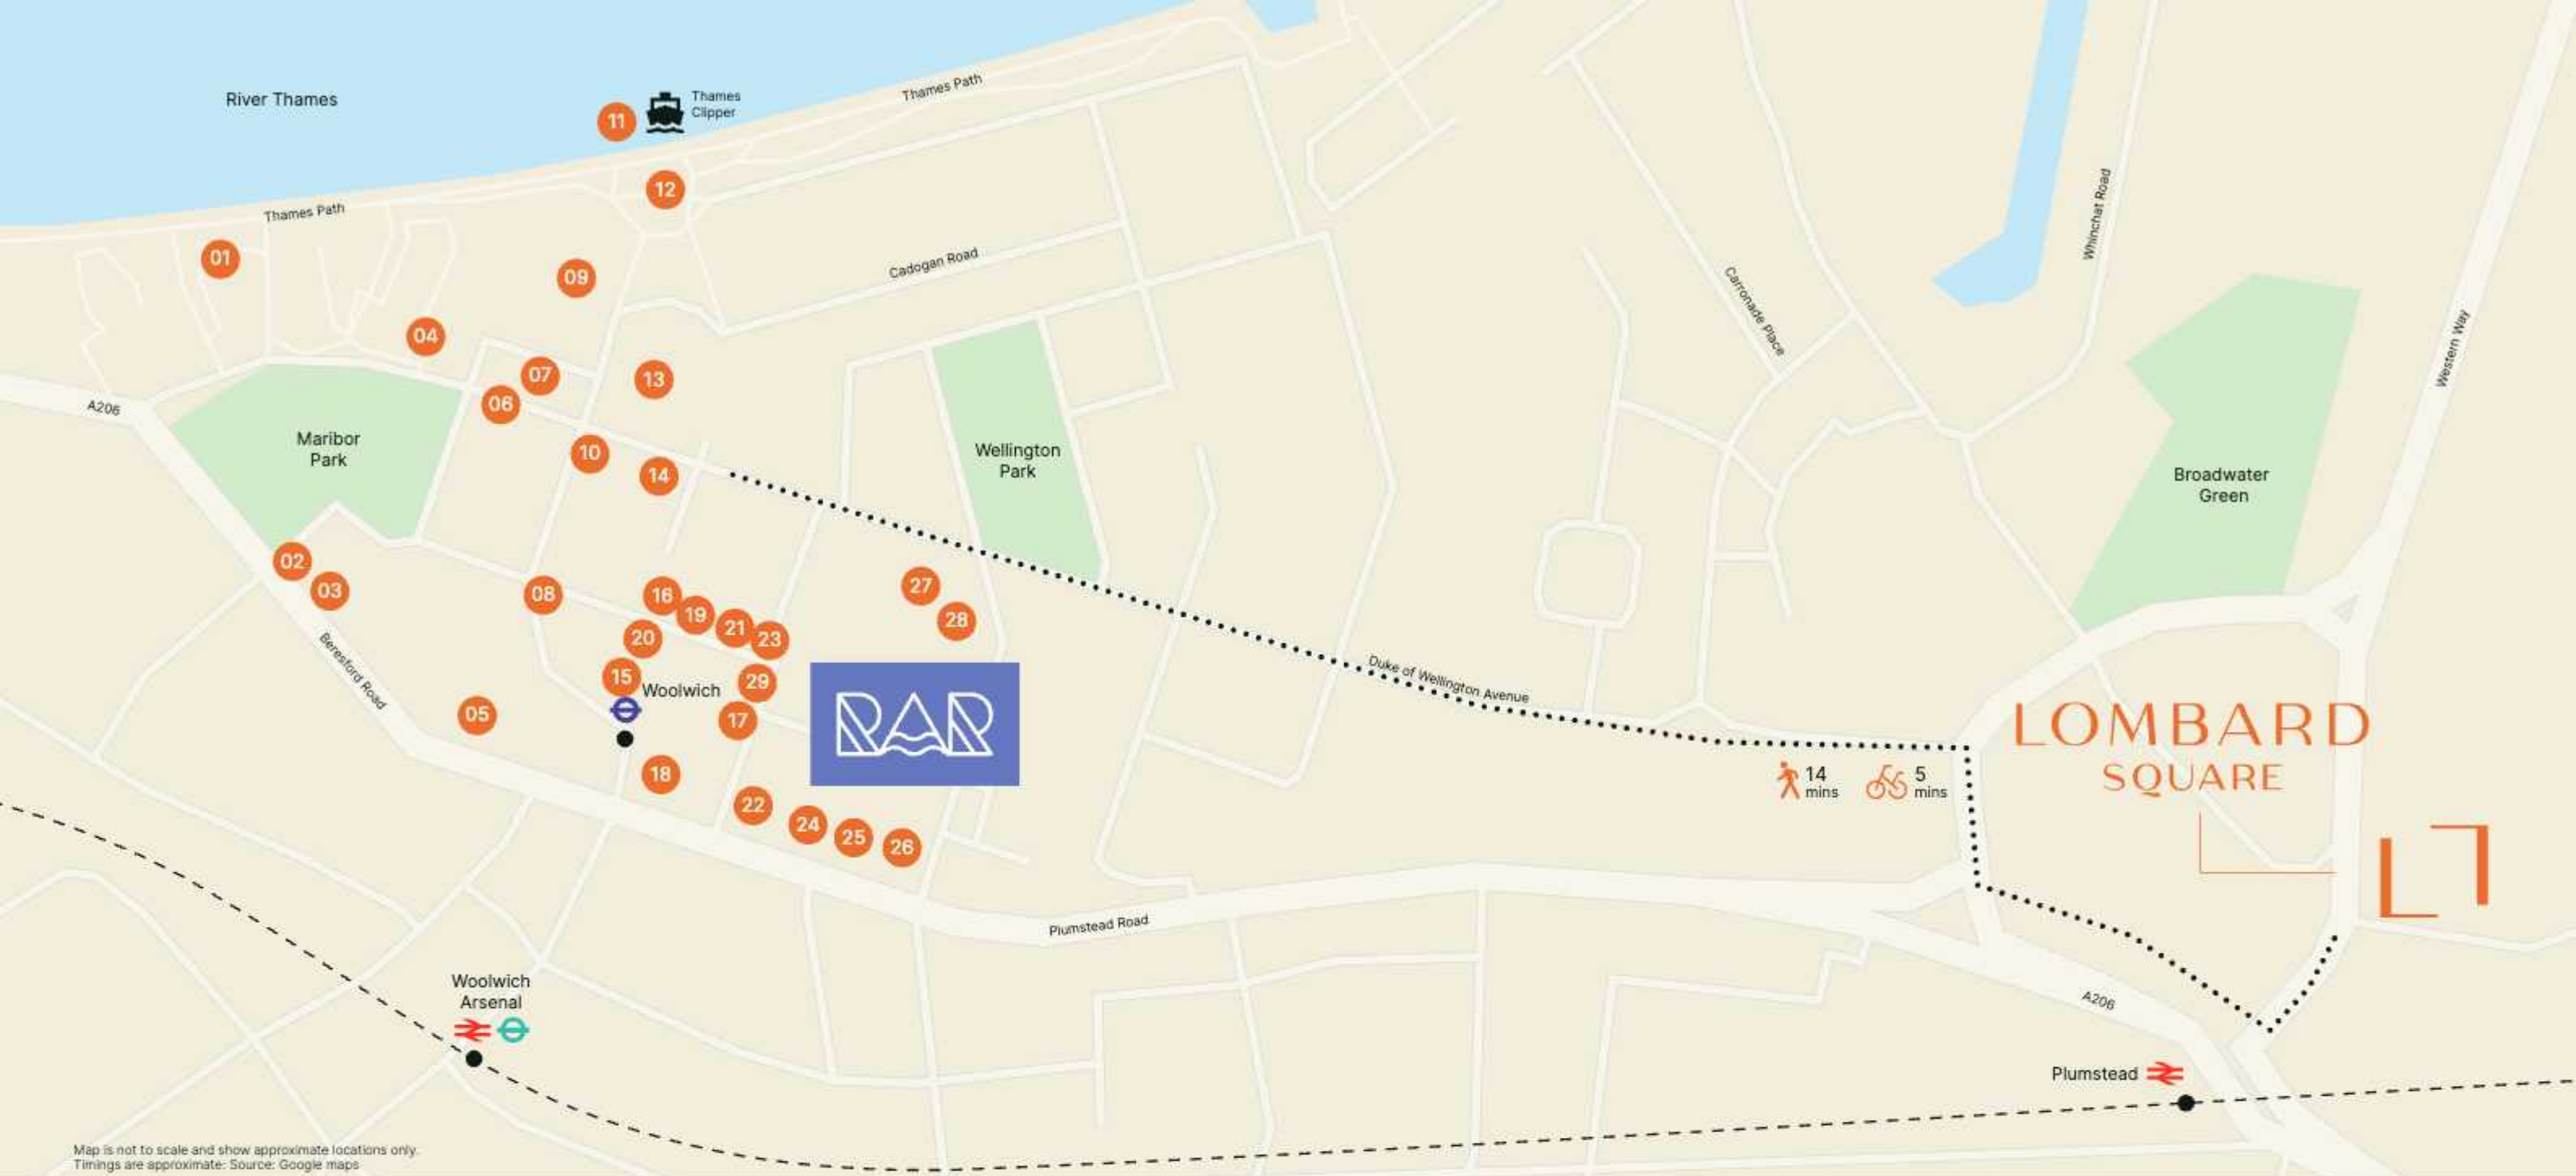 River Thames
11
Thames
Clipper
Thames Path
12
Thames Path
01
09
Cadogan Road
Whinchat Road
04
07
13
06
Carronade Place
Western Way
A206
Maribor
Park
10
14
Wellington
Park
Broadwater
Green
02
03
08
16
19
21
23
20
27
28
Beresford Road
15
Woolwich
29
17
05
RAR
18
22
24
25
26
Duke of Wellington Avenue
14
mins
5
mins
LOMBARD
SQUARE
Plumstead Road
Woolwich
Arsenal
A206
Plumstead
Map is not to scale and show approximate locations only.
Timings are approximate: Source: Google maps